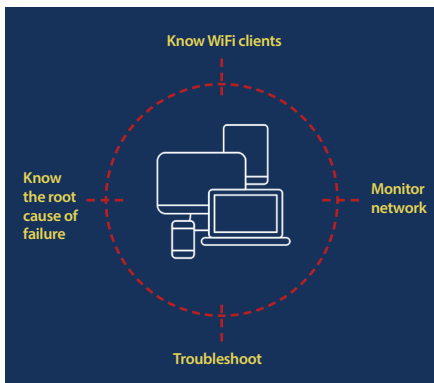 Know WiFi clients
Know
the root
cause of
failure
Monitor
network
Troubleshoot